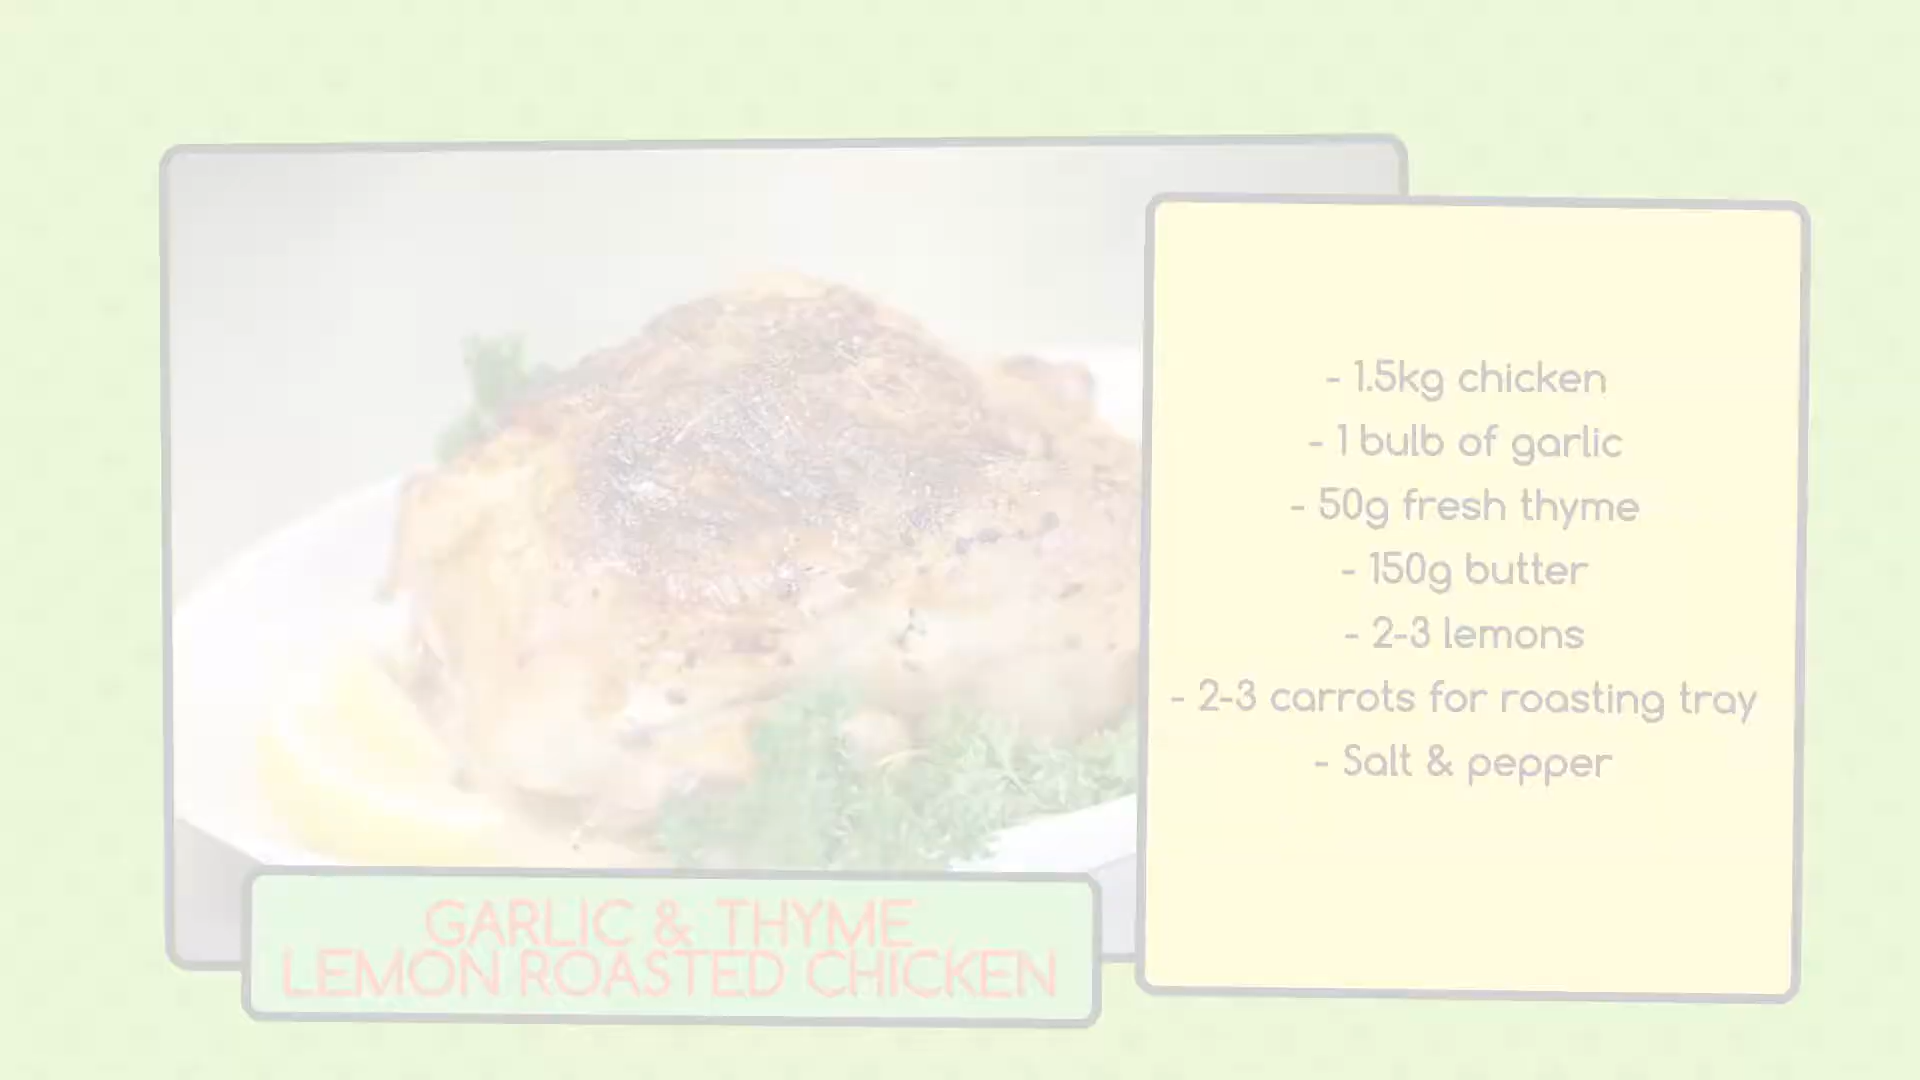 - 1.5kg chicken
- 1 bulb of garlic
- 50g fresh thyme
- 150g butter
- 2-3 lemons
- 2-3 carrots for roasting tray
- Salt & pepper
GARLIC & THYME
LEMON ROASTED CHICKEN